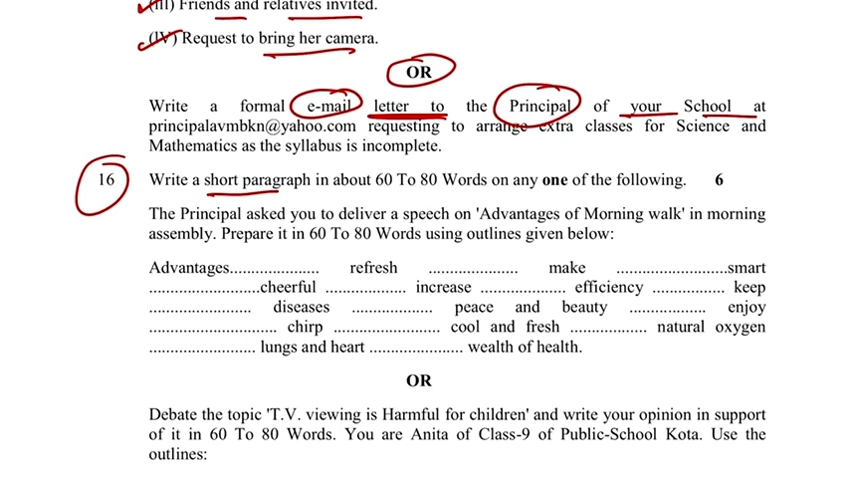 (III) Friends and relatives invited.
(IV) Request to bring her camera.
OR
Write a formal e-mail letter to the Principal of your School at
principalavmbkn@yahoo.com requesting to arrange extra classes for Science and
Mathematics as the syllabus is incomplete.
16 Write a short paragraph in about 60 To 80 Words on any one of the following. 6
The Principal asked you to deliver a speech on 'Advantages of Morning walk' in morning
assembly. Prepare it in 60 To 80 Words using outlines given below:
Advantages.................... refresh .................... make .........................smart
.........................cheerful .................. increase ................... efficiency ................ keep
....................... diseases .................. peace and beauty ................. enjoy
............................. chirp ........................ cool and fresh ................. natural oxygen
........................ lungs and heart ..................... wealth of health.
OR
Debate the topic 'T.V. viewing is Harmful for children' and write your opinion in support
of it in 60 To 80 Words. You are Anita of Class-9 of Public-School Kota. Use the
outlines: